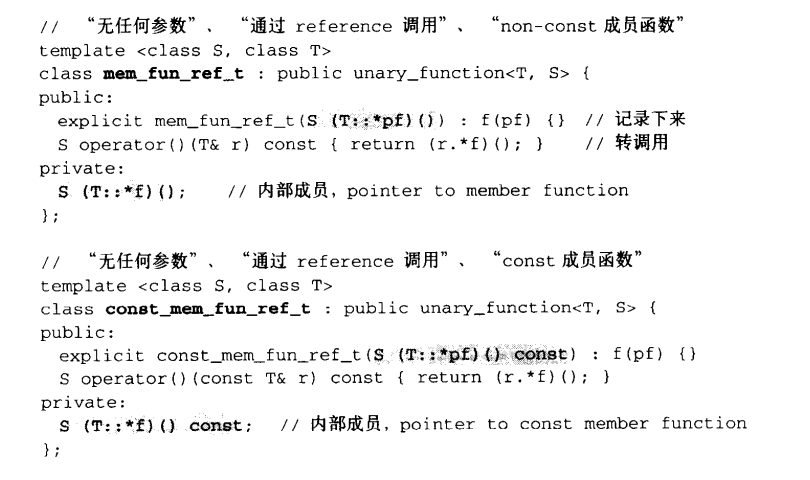 // “无任何参数”、“通过 reference 调用”、“non-const 成员函数”
template <class S, class T>
class mem_fun_ref_t : public unary_function<T, S> {
public:
explicit mem_fun_ref_t(S (T::*pf)()) : f(pf) {} // 记录下来
S operator()(T& r) const { return (r.*f)(); } // 转调用
private:
S (T::*f)(); // 内部成员, pointer to member function
};
// “无任何参数”、“通过 reference 调用”、“const 成员函数”
template <class S, class T>
class const_mem_fun_ref_t : public unary_function<T, S> {
public:
explicit const_mem_fun_ref_t(S (T::*pf)() const) : f(pf) {}
S operator()(const T& r) const { return (r.*f)(); }
private:
S (T::*f)() const; // 内部成员, pointer to const member function
};